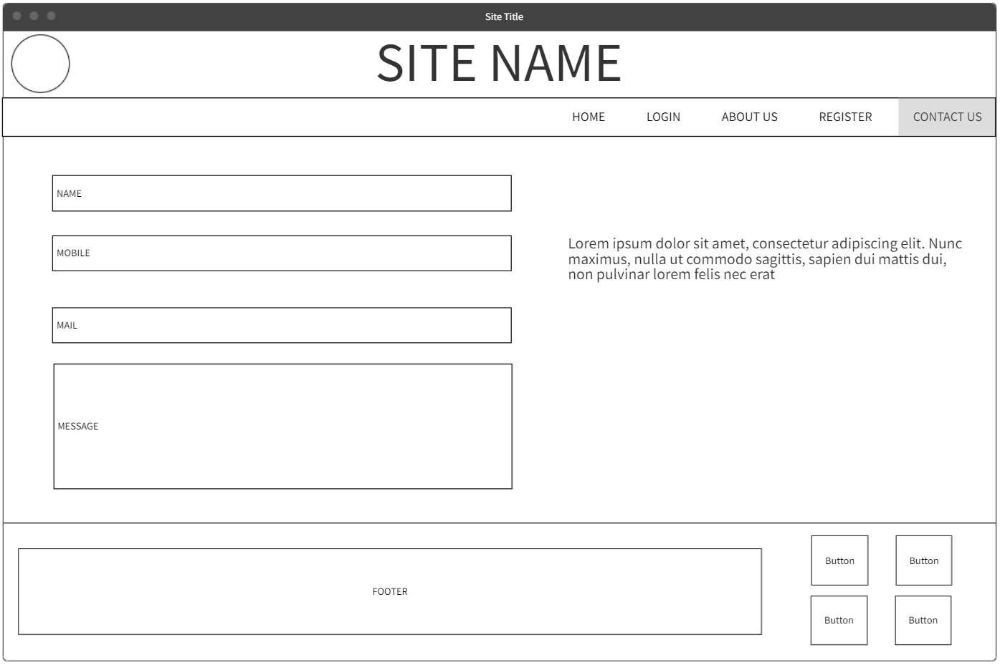 Site Title
SITE NAME
HOME LOGIN ABOUT US REGISTER CONTACT US
NAME
MOBILE
MAIL
MESSAGE
Lorem ipsum dolor sit amet, consectetur adipiscing elit. Nunc
maximus, nulla ut commodo sagittis, sapien dui mattis dui,
non pulvinar lorem felis nec erat
FOOTER
Button Button
Button Button